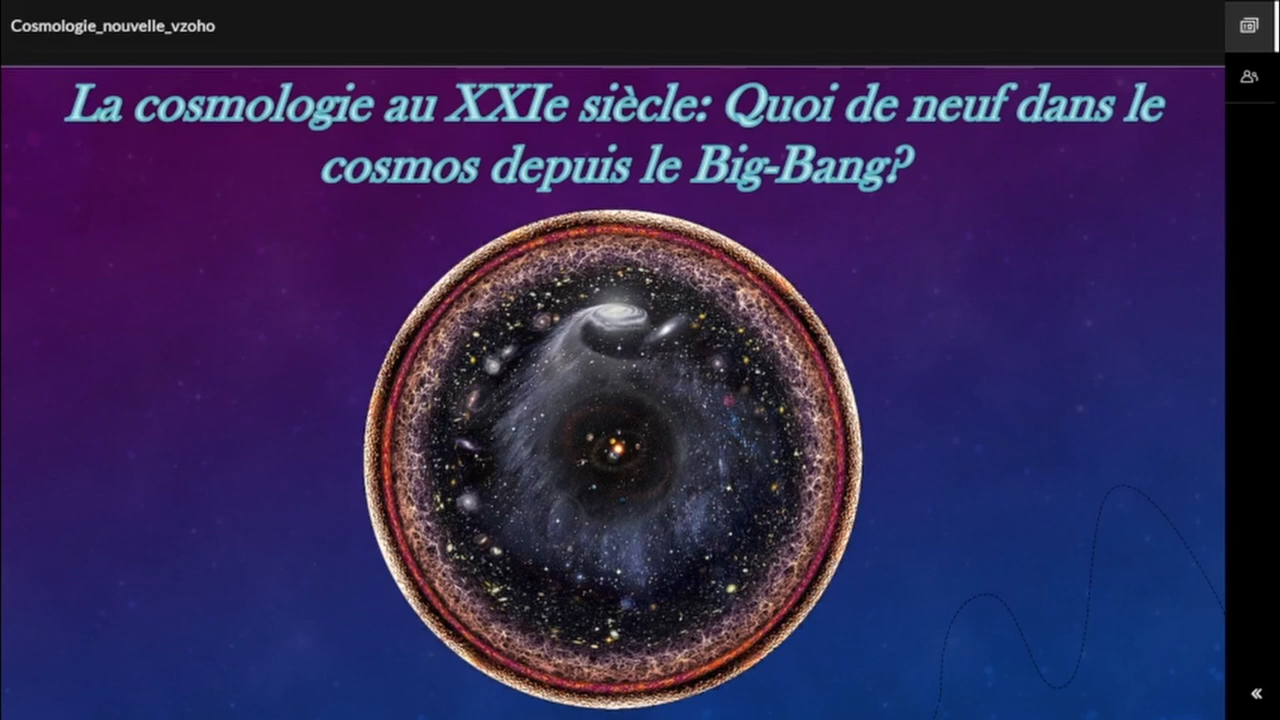 Cosmologie_nouvelle_vzoho
La cosmologie au XXIe siècle: Quoi de neuf dans le
cosmos depuis le Big-Bang?